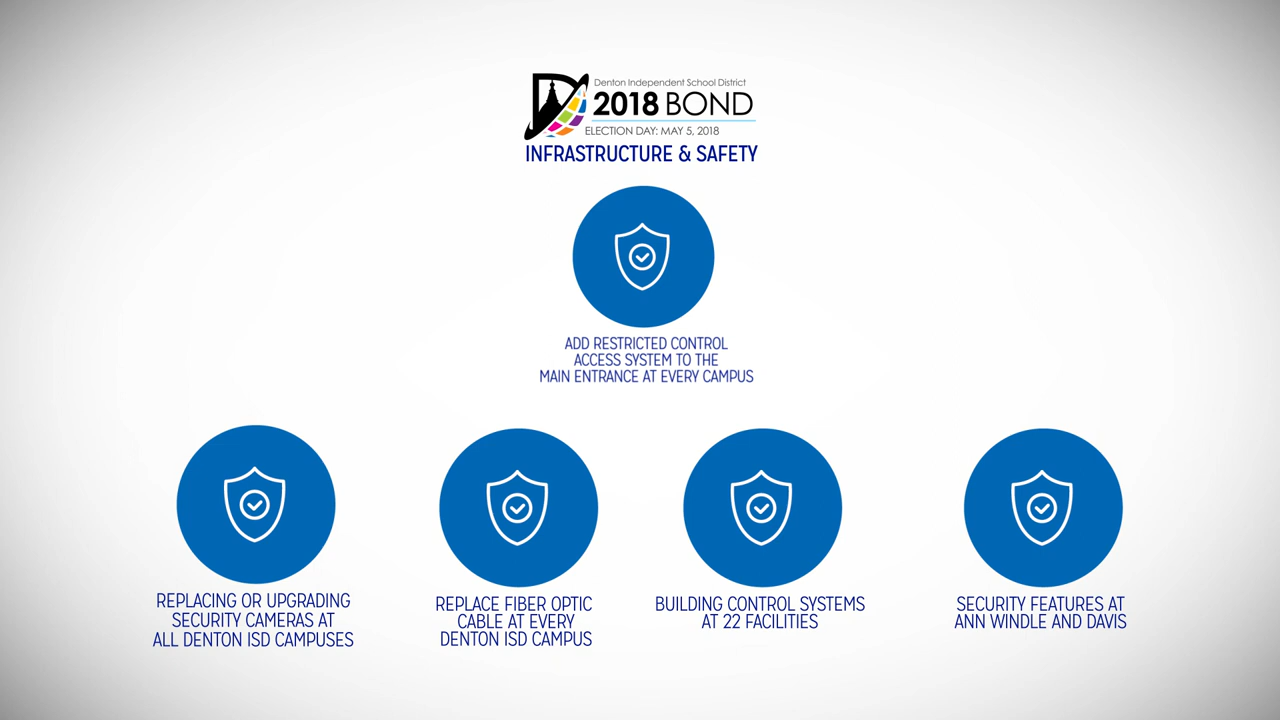 Denton Independent School District
2018 BOND
ELECTION DAY: MAY 5, 2018
INFRASTRUCTURE & SAFETY
ADD RESTRICTED CONTROL
ACCESS SYSTEM TO THE
MAIN ENTRANCE AT EVERY CAMPUS
REPLACING OR UPGRADING
SECURITY CAMERAS AT
ALL DENTON ISD CAMPUSES
REPLACE FIBER OPTIC
CABLE AT EVERY
DENTON ISD CAMPUS
BUILDING CONTROL SYSTEMS
AT 22 FACILITIES
SECURITY FEATURES AT
ANN WINDLE AND DAVIS